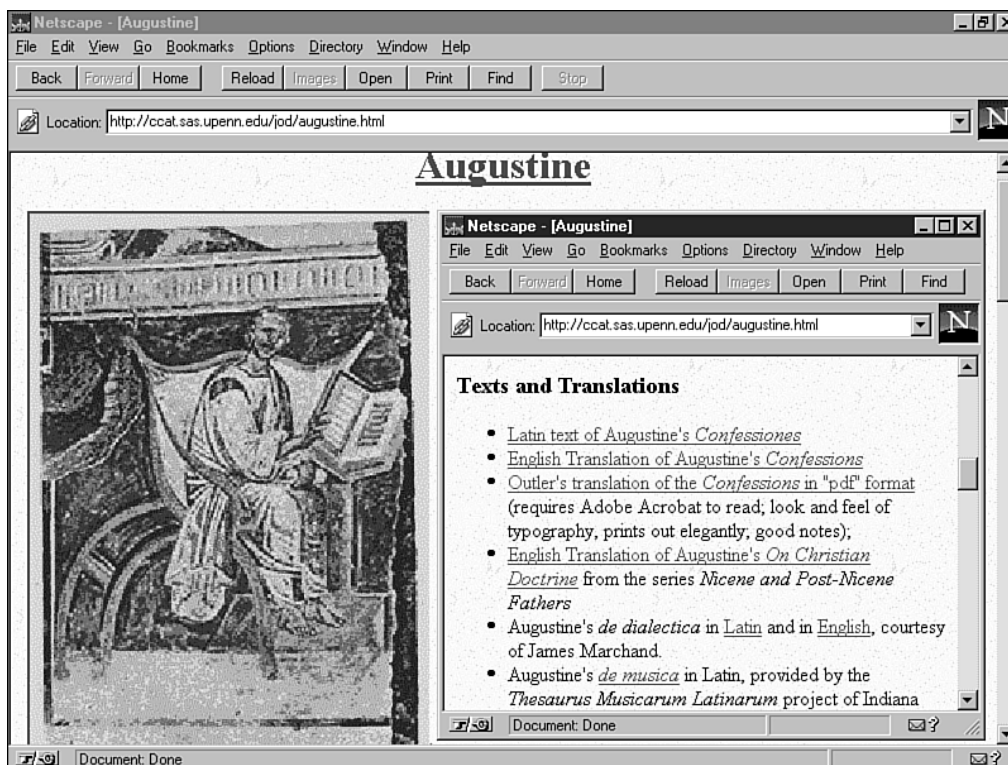 Netscape - [Augustine]
File Edit View Go Bookmarks Options Directory Window Help
Back Forward Home Reload Images Open Print Find Stop
Location: http://ccat.sas.upenn.edu/jod/augustine.html
N
Augustine
Netscape - [Augustine]
File Edit View Go Bookmarks Options Directory Window Help
Back Forward Home Reload Images Open Print Find
Location: http://ccat.sas.upenn.edu/jod/augustine.html
N
Texts and Translations
• Latin text of Augustine's Confessiones
• English Translation of Augustine's Confessions
• Outler's translation of the Confessions in "pdf" format
(requires Adobe Acrobat to read; look and feel of
typography, prints out elegantly; good notes);
• English Translation of Augustine's On Christian
Doctrine from the series Nicene and Post-Nicene
Fathers
• Augustine's de dialectica in Latin and in English, courtesy
of James Marchand.
• Augustine's de musica in Latin, provided by the
Thesaurus Musicarum Latinarum project of Indiana
Document: Done
Document: Done